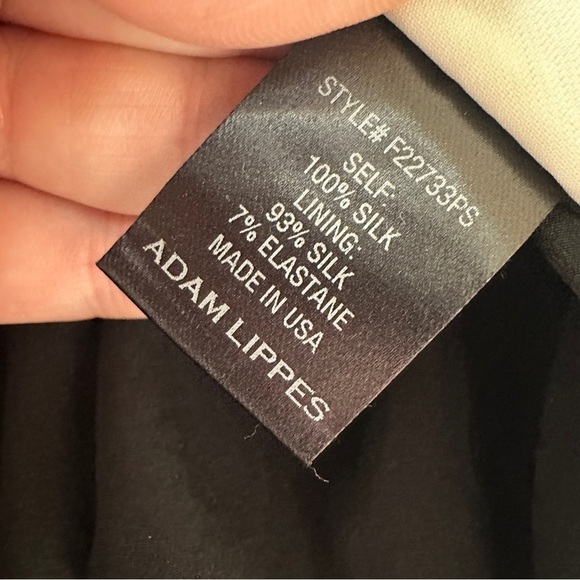 STYLE# F22733PS
SELF:
100% SILK
LINING:
93% SILK
7% ELASTANE
MADE IN USA
ADAM LIPPES